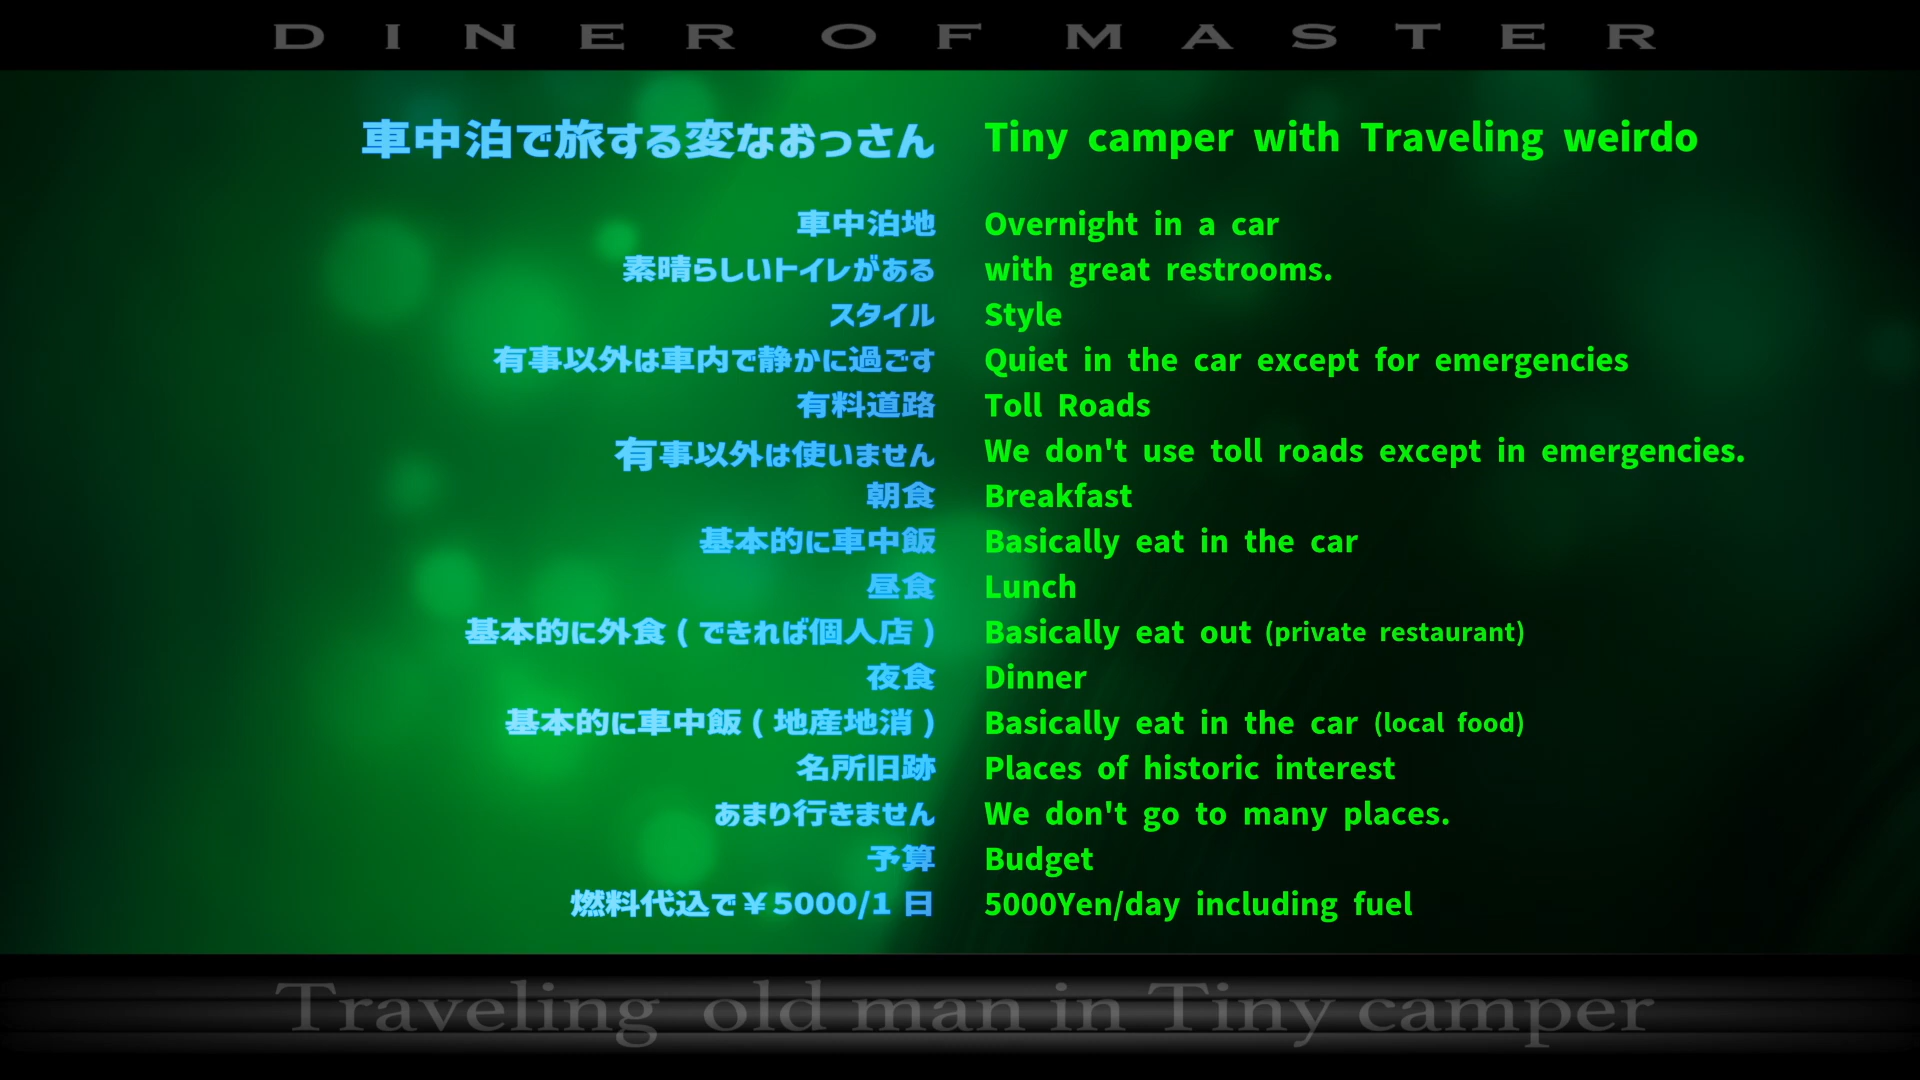 DINER OF MASTER
車中泊で旅する変なおっさん Tiny camper with Traveling weirdo
車中泊地 Overnight in a car
素晴らしいトイレがある with great restrooms.
スタイル Style
有事以外は車内で静かに過ごす Quiet in the car except for emergencies
有料道路 Toll Roads
有事以外は使いません We don't use toll roads except in emergencies.
朝食 Breakfast
基本的に車中飯 Basically eat in the car
昼食 Lunch
基本的に外食 ( できれば個人店 ) Basically eat out (private restaurant)
夜食 Dinner
基本的に車中飯 ( 地産地消 ) Basically eat in the car (local food)
名所旧跡 Places of historic interest
あまり行きません We don't go to many places.
予算 Budget
燃料代込で￥5000/1 日 5000Yen/day including fuel
Traveling old man in Tiny camper